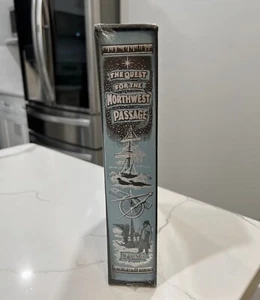 THE QUEST
FOR THE
NORTHWEST
PASSAGE